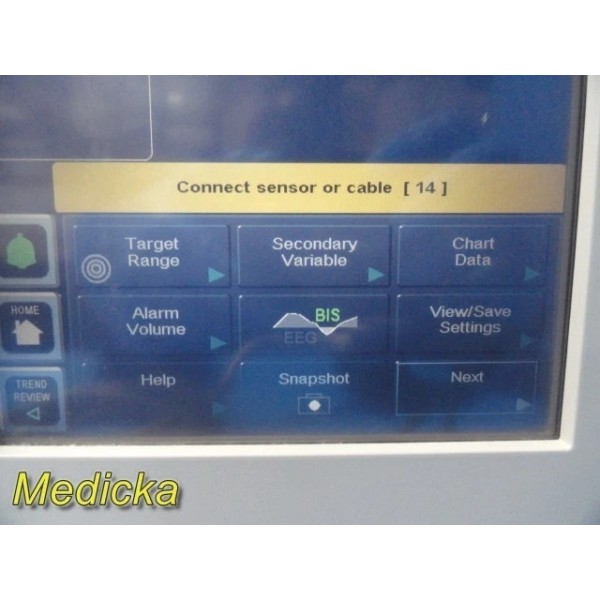 Connect sensor or cable [ 14 ]
Target
Range
Secondary
Variable
Chart
Data
HOME
Alarm
Volume
BIS
EEG
View/Save
Settings
TREND
REVIEW
Help
Snapshot
Next
Medicka